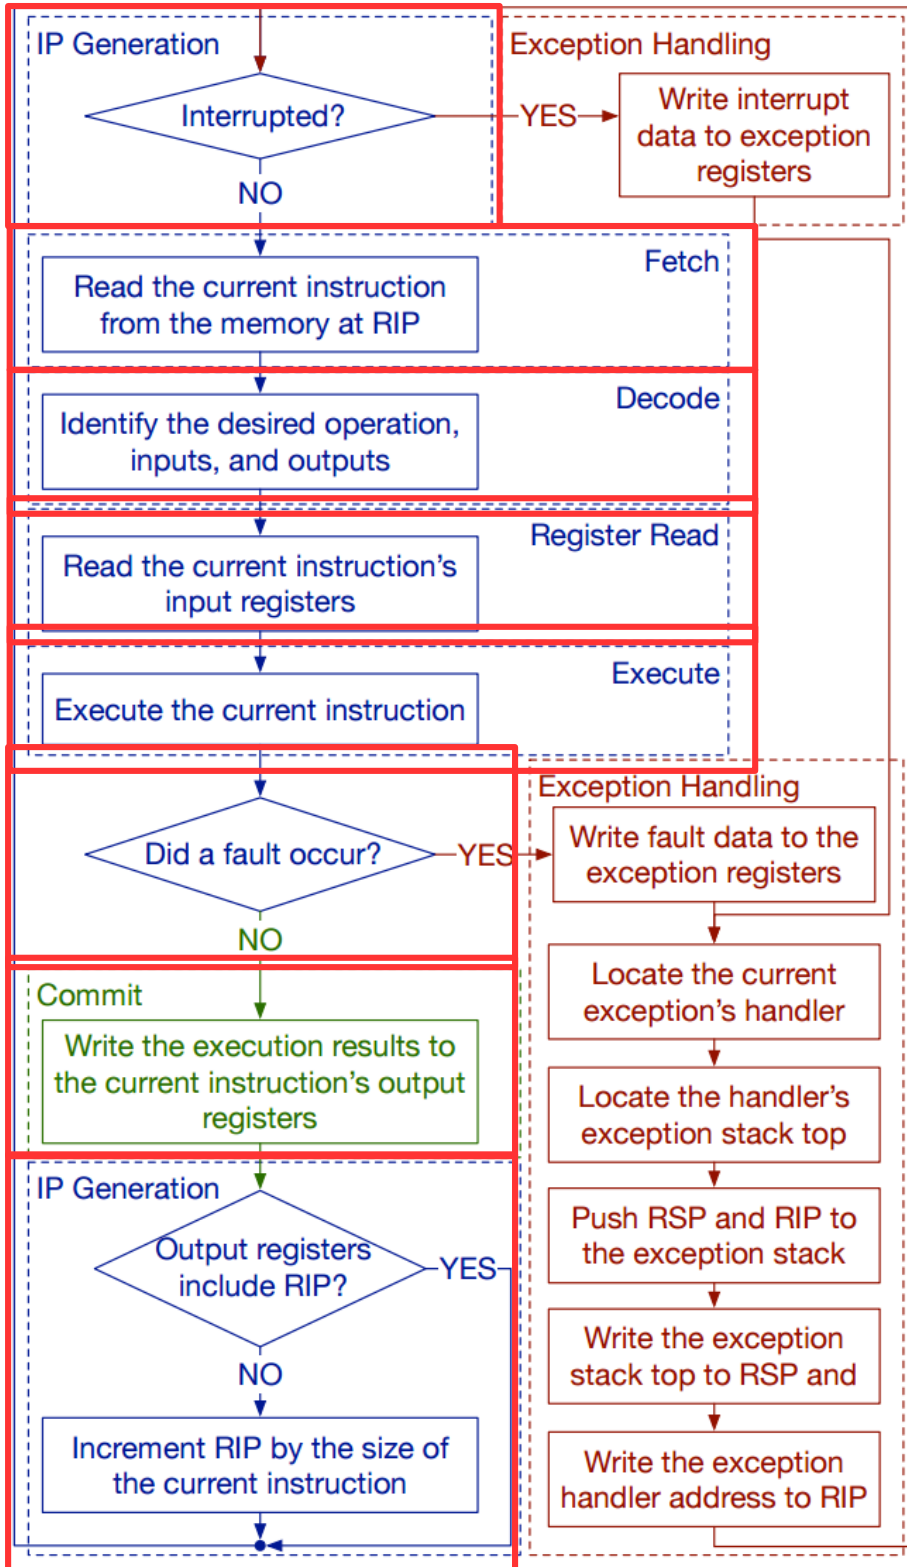 IP Generation
Exception Handling
Interrupted?
YES
Write interrupt
data to exception
registers
NO
Fetch
Read the current instruction
from the memory at RIP
Decode
Identify the desired operation,
inputs, and outputs
Register Read
Read the current instruction's
input registers
Execute
Execute the current instruction
Exception Handling
Did a fault occur?
YES
Write fault data to the
exception registers
NO
Locate the current
exception's handler
Commit
Write the execution results to
the current instruction's output
registers
Locate the handler's
exception stack top
IP Generation
Output registers
include RIP?
YES
Push RSP and RIP to
the exception stack
NO
Write the exception
stack top to RSP and
Increment RIP by the size of
the current instruction
Write the exception
handler address to RIP